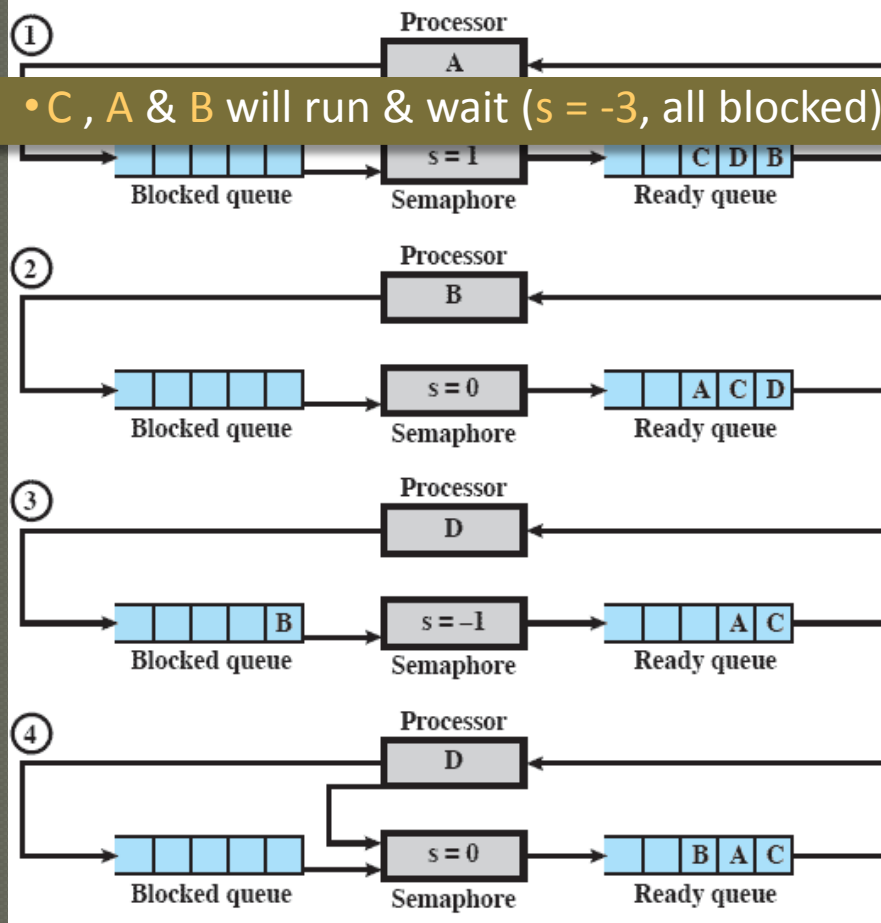 1
Processor
A
• C , A & B will run & wait (s = -3, all blocked)
s = 1
C D B
Blocked queue
Semaphore
Ready queue
2
Processor
B
s = 0
A C D
Blocked queue
Semaphore
Ready queue
3
Processor
D
B
s = –1
A C
Blocked queue
Semaphore
Ready queue
4
Processor
D
s = 0
B A C
Blocked queue
Semaphore
Ready queue